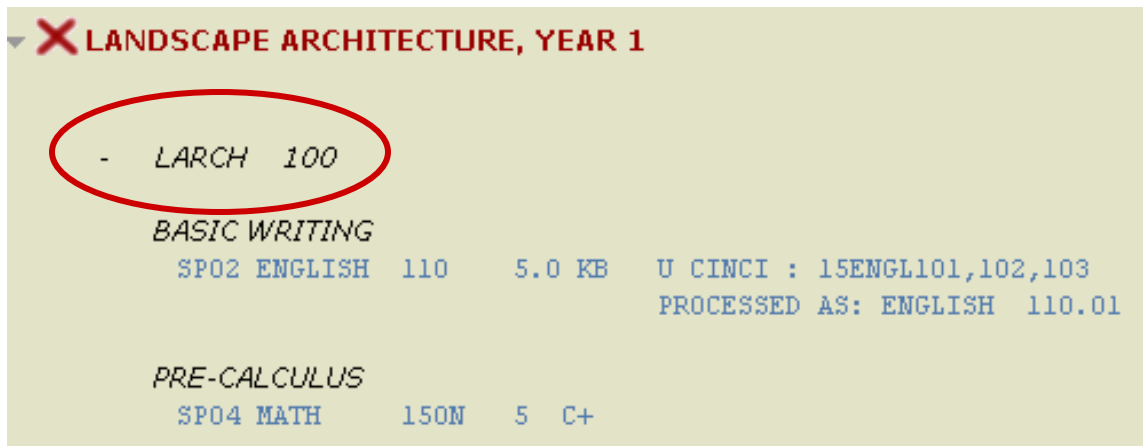 LANDSCAPE ARCHITECTURE, YEAR 1
- LARCH 100
BASIC WRITING
SP02 ENGLISH 110 5.0 KB U CINCI : 15ENGL101,102,103
PROCESSED AS: ENGLISH 110.01
PRE-CALCULUS
SP04 MATH 150N 5 C+